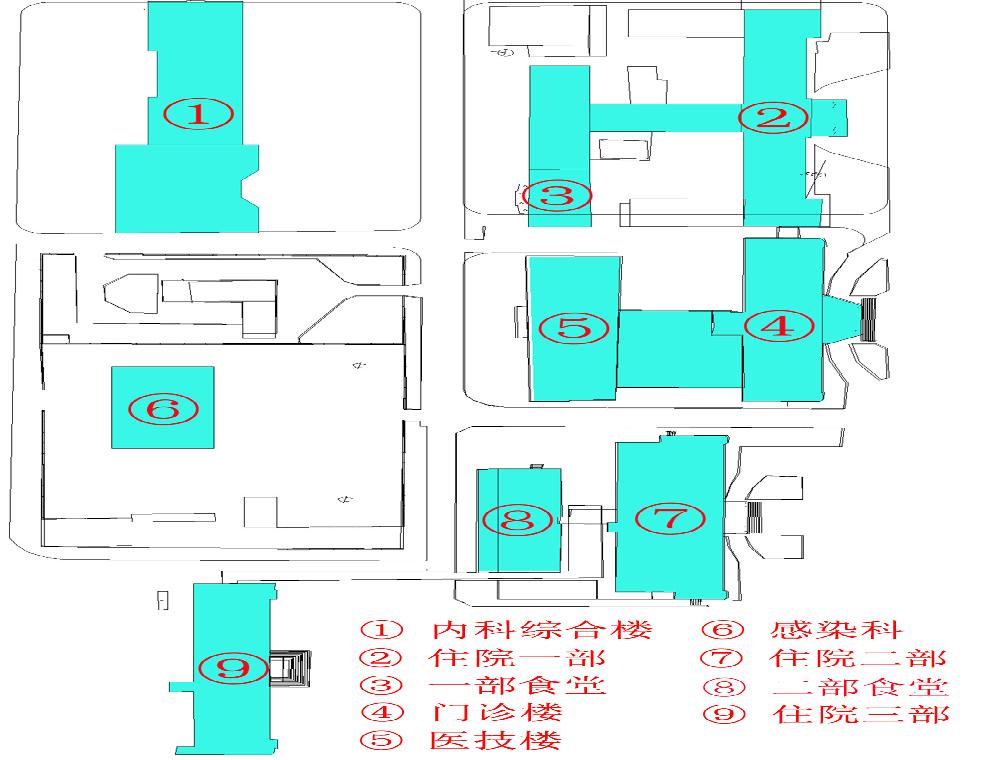 ①
②
③
⑤
④
⑥
⑧
⑦
⑨
① 内科综合楼
② 住院一部
③ 一部食堂
④ 门诊楼
⑤ 医技楼
⑥ 感染科
⑦ 住院二部
⑧ 二部食堂
⑨ 住院三部